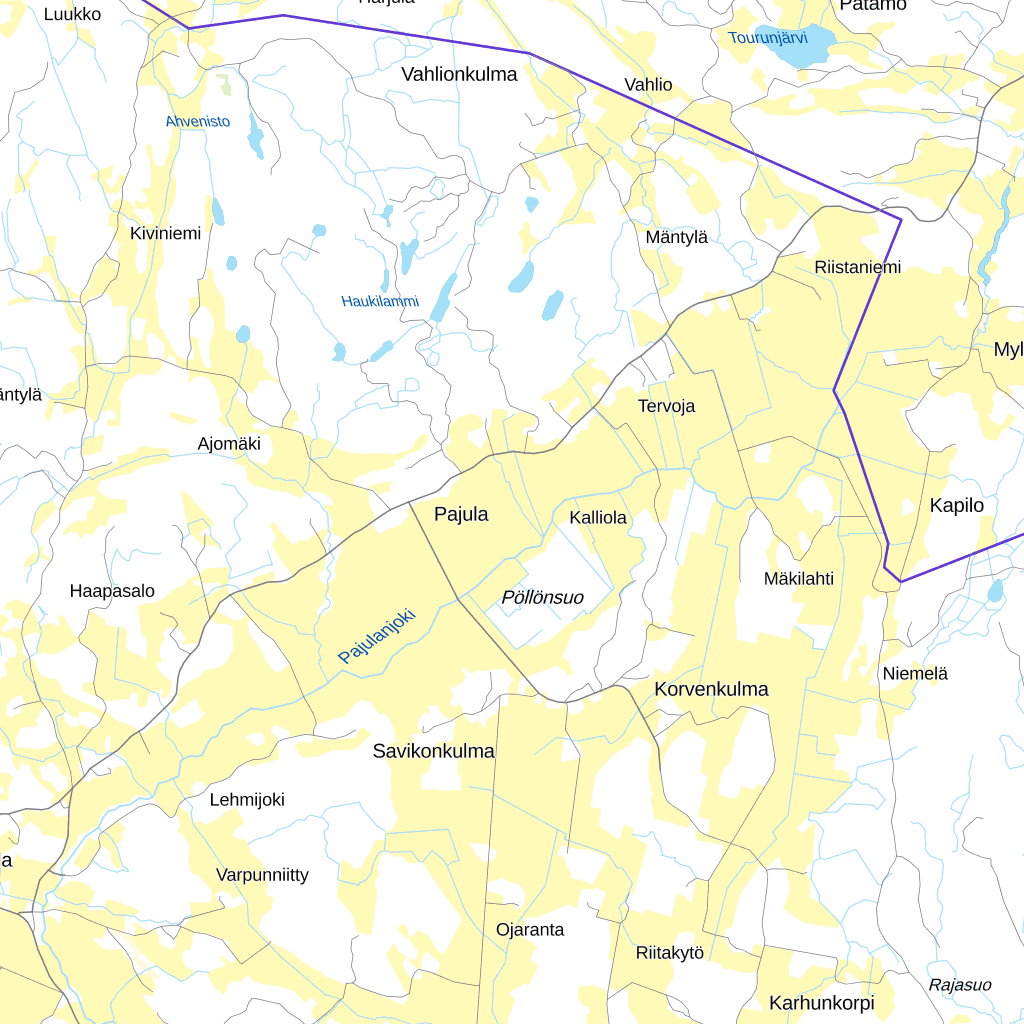 Luukko
Patamo
Tourunjärvi
Vahlionkulma
Vahlio
Ahvenisto
Kiviniemi
Mäntylä
Riistaniemi
Haukilammi
Tervoja
Ajomäki
Pajula
Kalliola
Kapilo
Haapasalo
Pöllönsuo
Mäkilahti
Pajulanjoki
Niemelä
Korvenkulma
Savikonkulma
Lehmijoki
Varpunniitty
Ojaranta
Riitakytö
Rajasuo
Karhunkorpi